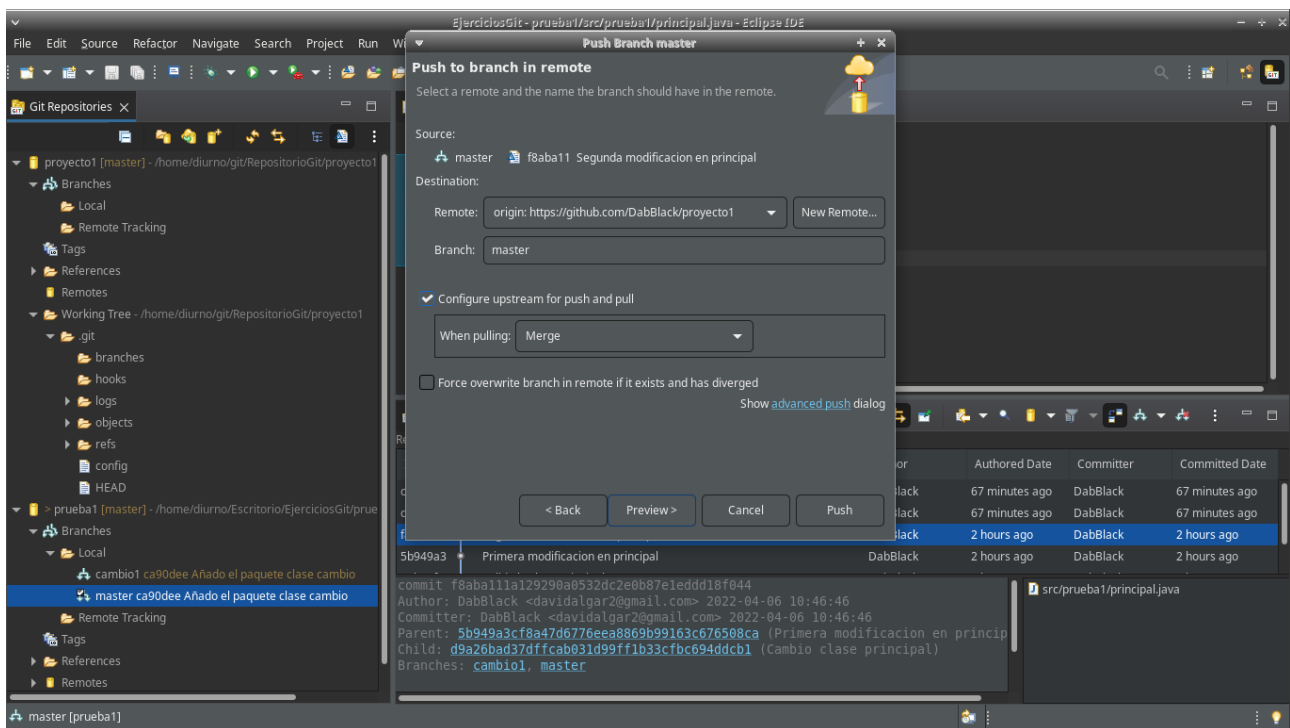 EjerciciosGit - prueba1/src/prueba1/principal.java - Eclipse IDE
File Edit Source Refactor Navigate Search Project Run
Push Branch master
Push to branch in remote
Select a remote and the name the branch should have in the remote.
Source:
master f8aba11 Segunda modificacion en principal
Destination:
Remote: origin: https://github.com/DabBlack/proyecto1 New Remote...
Branch: master
Configure upstream for push and pull
When pulling: Merge
Force overwrite branch in remote if it exists and has diverged
Show advanced push dialog
< Back Preview > Cancel Push
Git Repositories
proyecto1 [master] - /home/diurno/git/RepositorioGit/proyecto1
Branches
Local
Remote Tracking
Tags
References
Remotes
Working Tree - /home/diurno/git/RepositorioGit/proyecto1
.git
branches
hooks
logs
objects
refs
config
HEAD
> prueba1 [master] - /home/diurno/Escritorio/EjerciciosGit/prue
Branches
Local
cambio1 ca90dee Añado el paquete clase cambio
master ca90dee Añado el paquete clase cambio
Remote Tracking
Tags
References
Remotes
Authored Date Committer Committed Date
67 minutes ago DabBlack 67 minutes ago
67 minutes ago DabBlack 67 minutes ago
2 hours ago DabBlack 2 hours ago
5b949a3 Primera modificacion en principal DabBlack 2 hours ago DabBlack 2 hours ago
commit f8aba111a129290a0532dc2e0b87e1eddd18f044
Author: DabBlack <davidalgar2@gmail.com> 2022-04-06 10:46:46
Committer: DabBlack <davidalgar2@gmail.com> 2022-04-06 10:46:46
Parent: 5b949a3cf8a47d6776eea8869b99163c676508ca (Primera modificacion en princip
Child: d9a26bad37dffcab031d99ff1b33cfbc694ddcb1 (Cambio clase principal)
Branches: cambio1, master
src/prueba1/principal.java
master [prueba1]